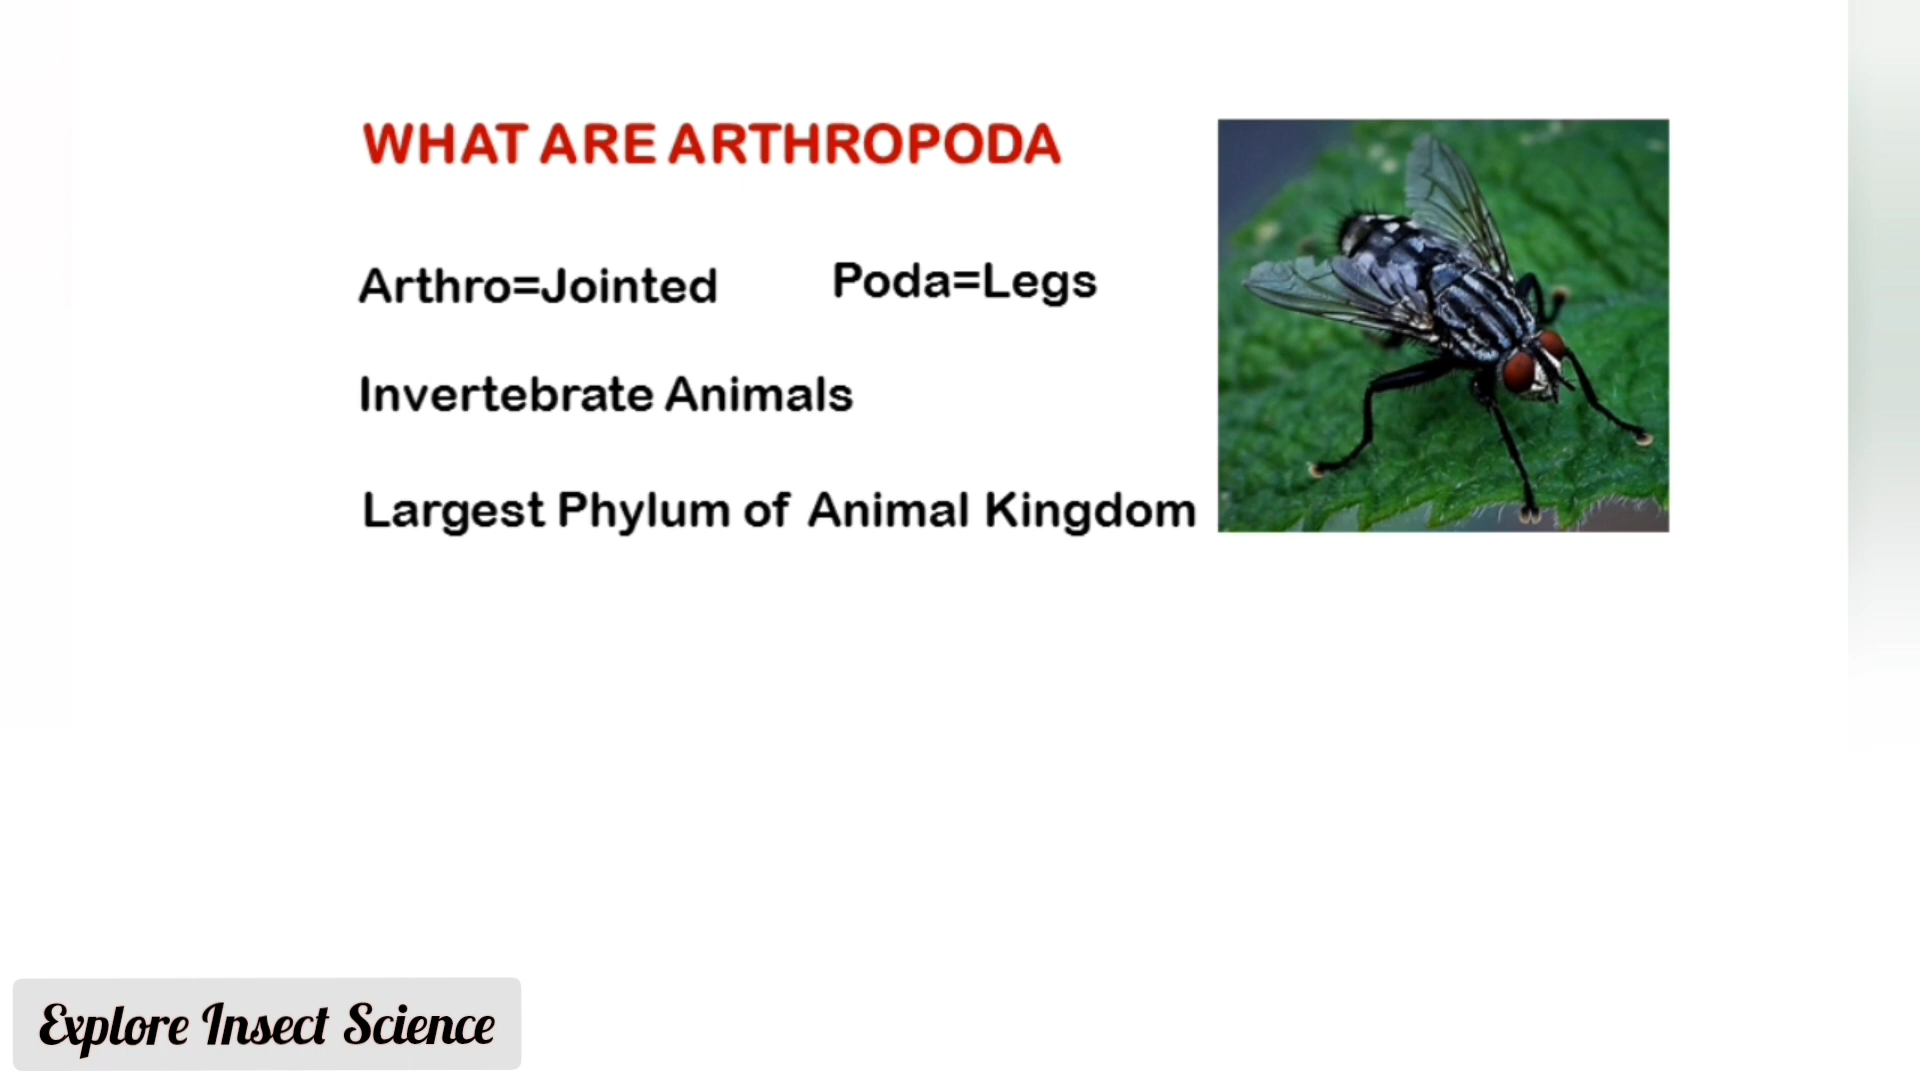 WHAT ARE ARTHROPODA
Arthro=Jointed Poda=Legs
Invertebrate Animals
Largest Phylum of Animal Kingdom
Explore Insect Science